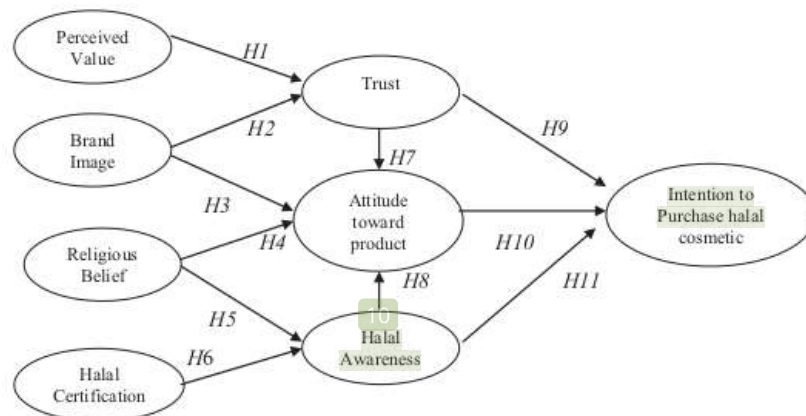 Perceived
Value
H1
Trust
H2
H9
Brand
Image
H7
H3
Attitude
toward
product
Intention to
Purchase halal
cosmetic
H4
H10
Religious
Belief
H8
H11
10
H5
Halal
Awareness
H6
Halal
Certification